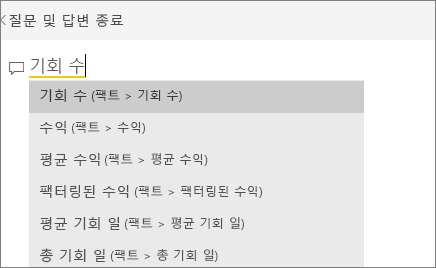 질문 및 답변 종료
기회 수
기회 수 (팩트 > 기회 수)
수익 (팩트 > 수익)
평균 수익 (팩트 > 평균 수익)
팩터링된 수익 (팩트 > 팩터링된 수익)
평균 기회 일 (팩트 > 평균 기회 일)
총 기회 일 (팩트 > 총 기회 일)